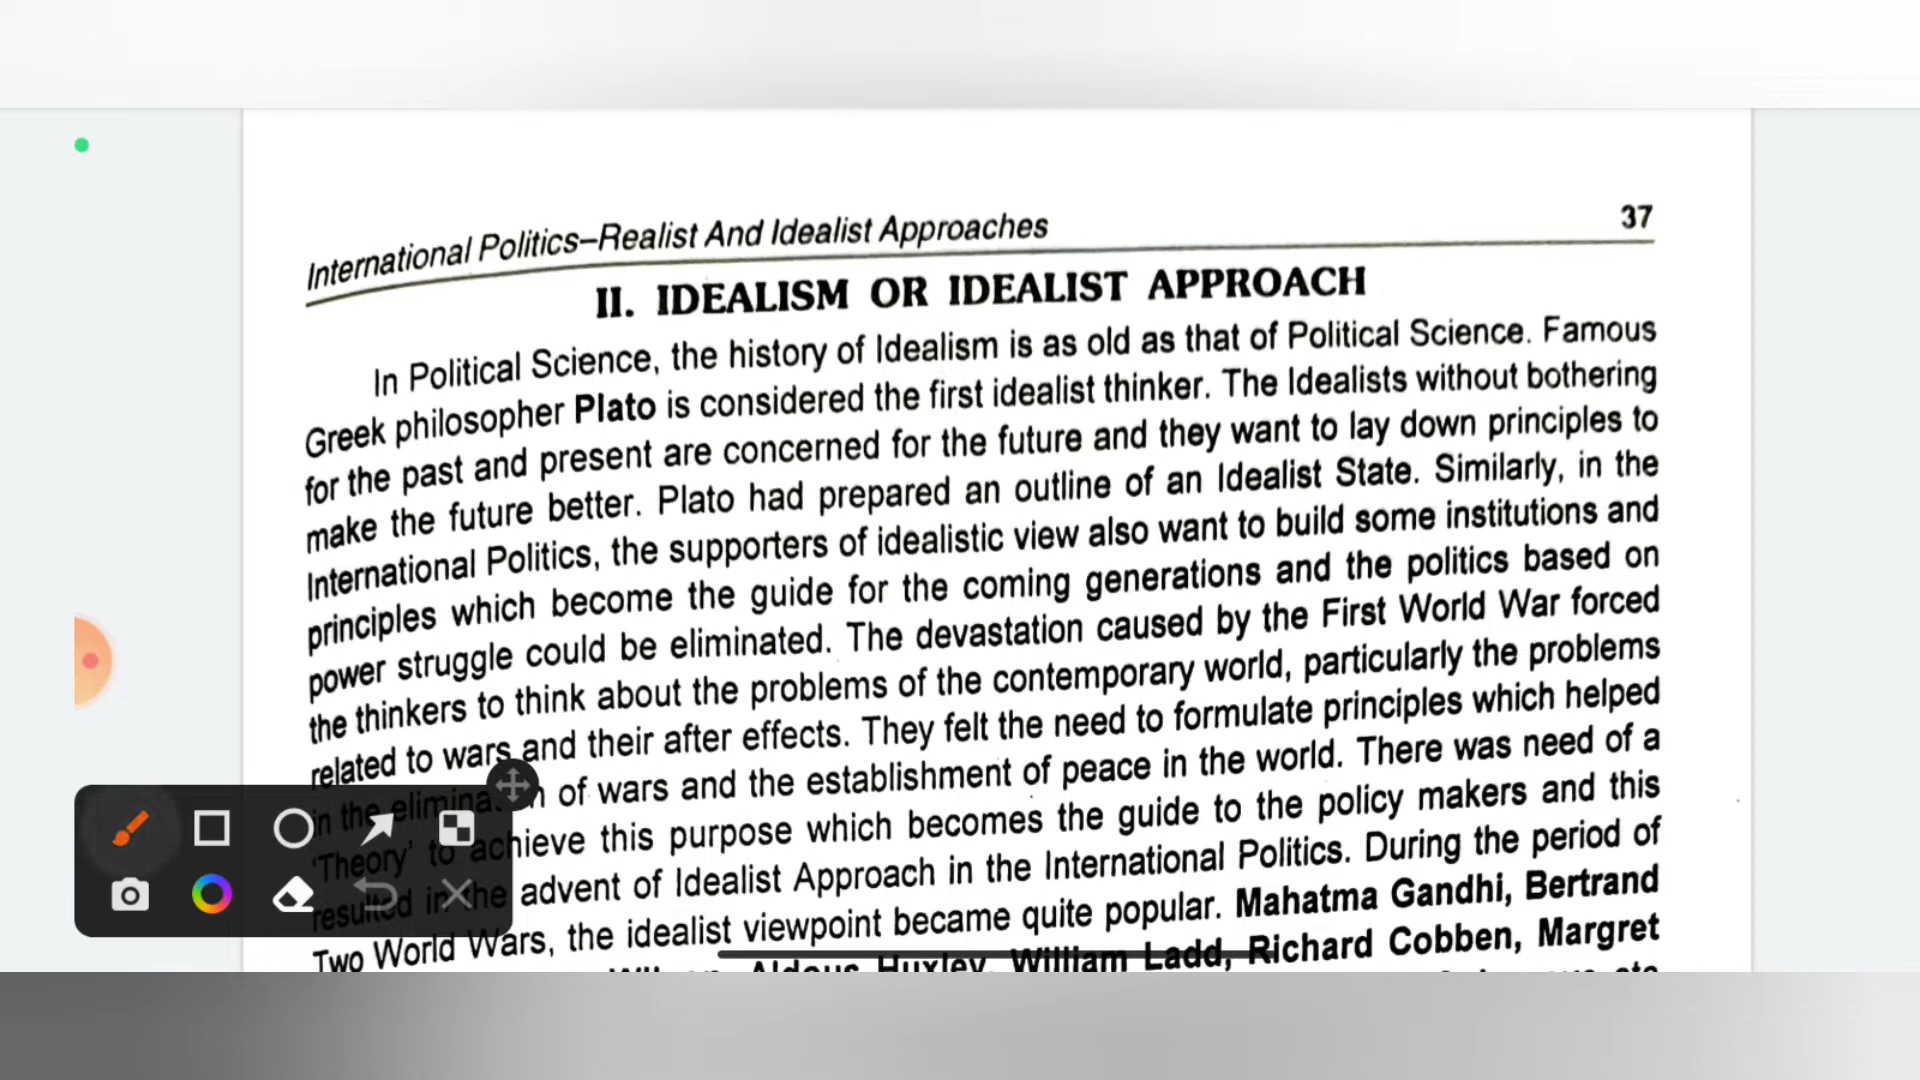 International Politics–Realist And Idealist Approaches 37
II. IDEALISM OR IDEALIST APPROACH
In Political Science, the history of Idealism is as old as that of Political Science. Famous
Greek philosopher Plato is considered the first idealist thinker. The Idealists without bothering
for the past and present are concerned for the future and they want to lay down principles to
make the future better. Plato had prepared an outline of an Idealist State. Similarly, in the
International Politics, the supporters of idealistic view also want to build some institutions and
principles which become the guide for the coming generations and the politics based on
power struggle could be eliminated. The devastation caused by the First World War forced
the thinkers to think about the problems of the contemporary world, particularly the problems
related to wars and their after effects. They felt the need to formulate principles which helped
in the of wars and the establishment of peace in the world. There was need of a
'Theory' to achieve this purpose which becomes the guide to the policy makers and this
resulted in the advent of Idealist Approach in the International Politics. During the period of
Two World Wars, the idealist viewpoint became quite popular. Mahatma Gandhi, Bertrand
Aldous Huxley, William Ladd, Richard Cobben, Margret